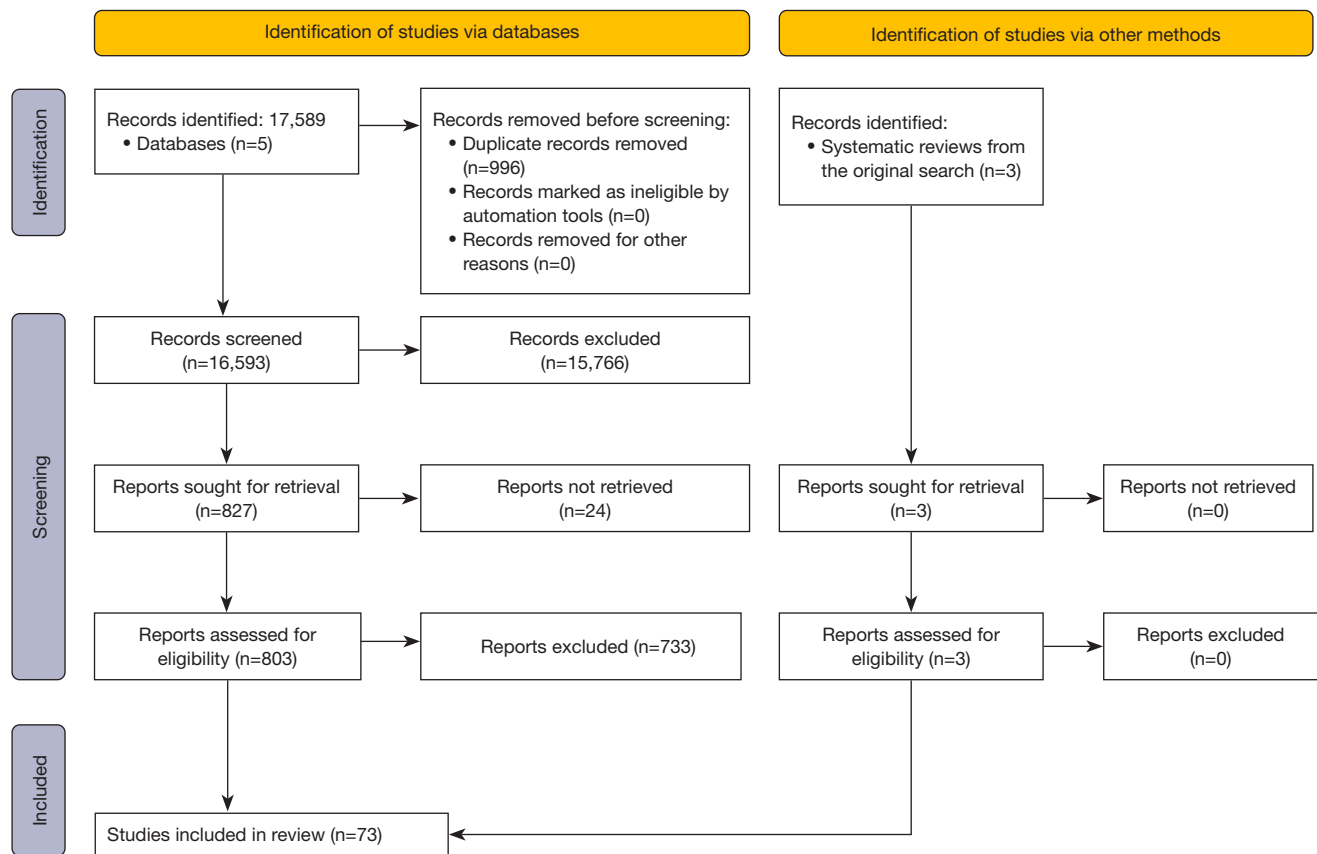 Identification of studies via databases
Identification of studies via other methods
Identification
Records identified: 17,589
• Databases (n=5)
Records removed before screening:
• Duplicate records removed
(n=996)
• Records marked as ineligible by
automation tools (n=0)
• Records removed for other
reasons (n=0)
Records identified:
• Systematic reviews from
the original search (n=3)
Screening
Records screened
(n=16,593)
Records excluded
(n=15,766)
Reports sought for retrieval
(n=827)
Reports not retrieved
(n=24)
Reports sought for retrieval
(n=3)
Reports not retrieved
(n=0)
Reports assessed for
eligibility (n=803)
Reports excluded (n=733)
Reports assessed for
eligibility (n=3)
Reports excluded
(n=0)
Included
Studies included in review (n=73)